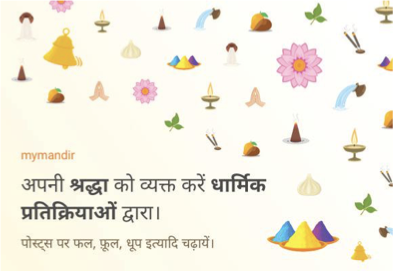 mymandir
अपनी श्रद्धा को व्यक्त करें धार्मिक
प्रतिक्रियाओं द्वारा।
पोस्ट्स पर फल, फ़ूल, धूप इत्यादि चढ़ायें।